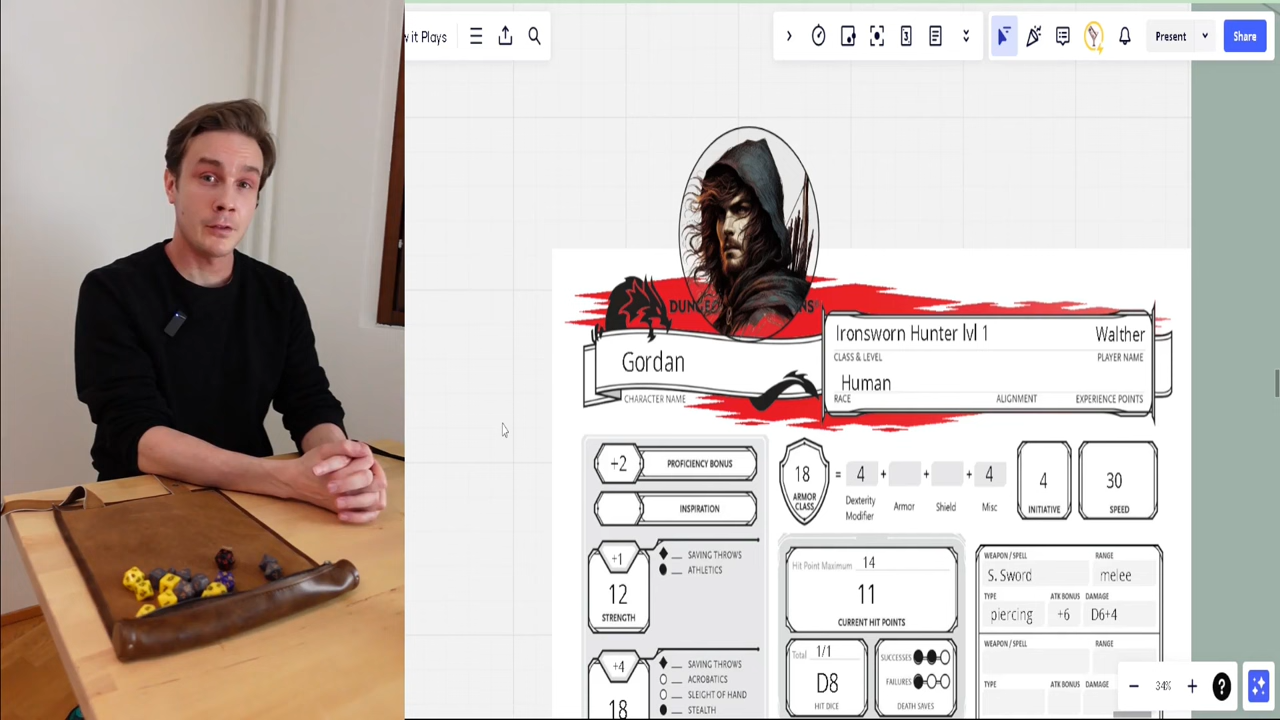 w it Plays
3
Present
Share
DUNGE NS
Gordan
CHARACTER NAME
Ironsworn Hunter lvl 1
Walther
CLASS & LEVEL
PLAYER NAME
Human
RACE
ALIGNMENT
EXPERIENCE POINTS
+2
PROFICIENCY BONUS
INSPIRATION
18
ARMOR
CLASS
= 4 + + + 4
Dexterity
Modifier
Armor
Shield
Misc
4
INITIATIVE
30
SPEED
+1
12
STRENGTH
SAVING THROWS
ATHLETICS
+4
18
SAVING THROWS
ACROBATICS
SLEIGHT OF HAND
STEALTH
Hit Point Maximum 14
11
CURRENT HIT POINTS
Total 1/1
D8
HIT DICE
SUCCESSES
FAILURES
DEATH SAVES
WEAPON / SPELL
RANGE
S. Sword
melee
TYPE
ATK BONUS
DAMAGE
piercing
+6
D6+4
WEAPON / SPELL
RANGE
TYPE
ATK BONUS
DAMAGE
− 34% + ?